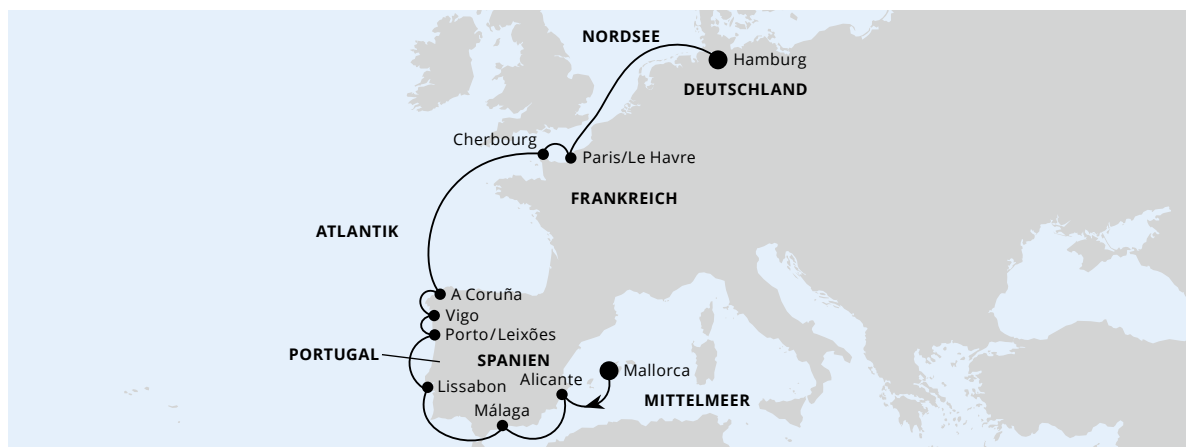 NORDSEE
Hamburg
DEUTSCHLAND
Cherbourg
Paris/Le Havre
FRANKREICH
ATLANTIK
A Coruña
Vigo
Porto/Leixões
PORTUGAL
SPANIEN
Alicante
Mallorca
Lissabon
MITTELMEER
Málaga